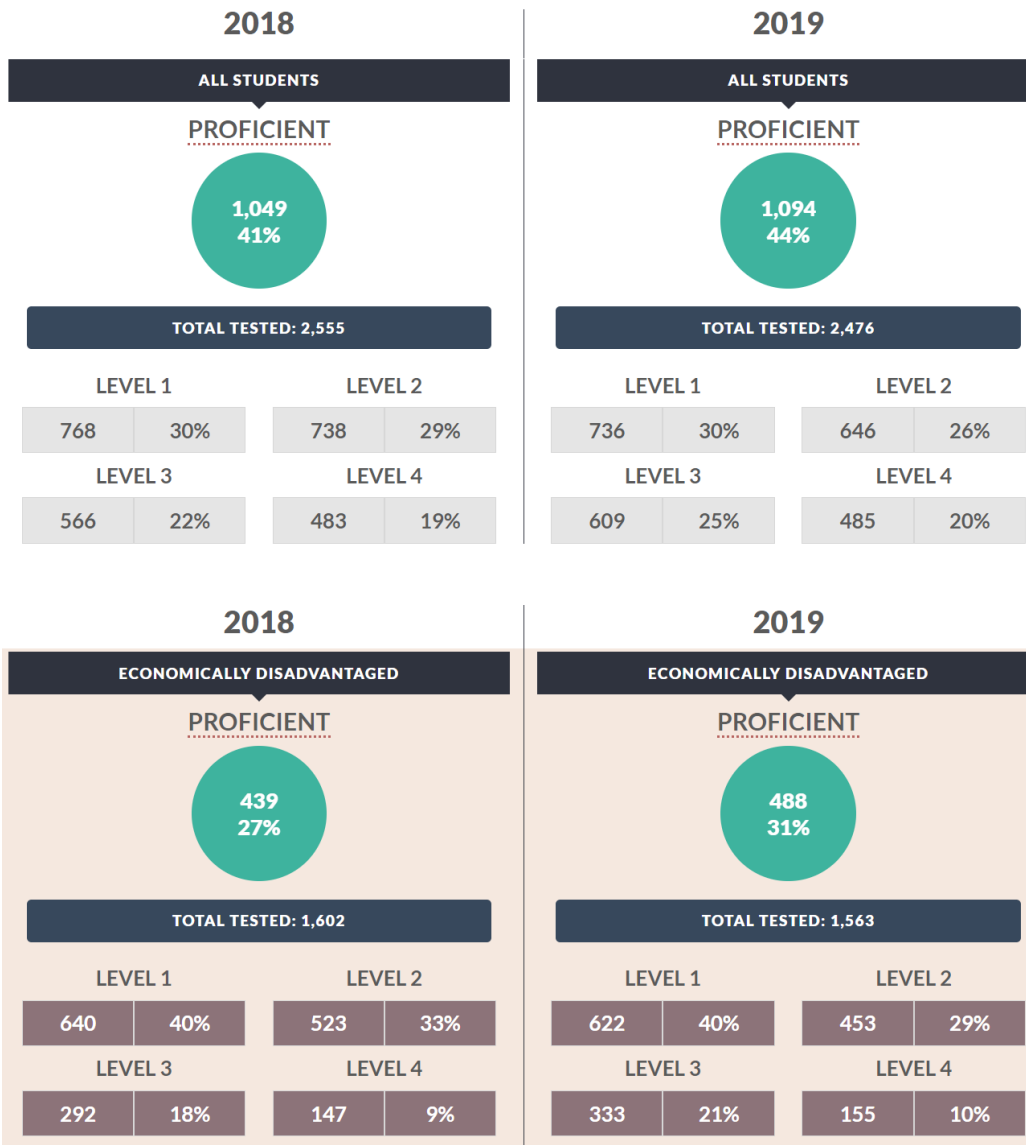 2018
ALL STUDENTS
PROFICIENT
1,049
41%
TOTAL TESTED: 2,555
LEVEL 1 LEVEL 2
768 30% 738 29%
LEVEL 3 LEVEL 4
566 22% 483 19%
2019
ALL STUDENTS
PROFICIENT
1,094
44%
TOTAL TESTED: 2,476
LEVEL 1 LEVEL 2
736 30% 646 26%
LEVEL 3 LEVEL 4
609 25% 485 20%
2018
ECONOMICALLY DISADVANTAGED
PROFICIENT
439
27%
TOTAL TESTED: 1,602
LEVEL 1 LEVEL 2
640 40% 523 33%
LEVEL 3 LEVEL 4
292 18% 147 9%
2019
ECONOMICALLY DISADVANTAGED
PROFICIENT
488
31%
TOTAL TESTED: 1,563
LEVEL 1 LEVEL 2
622 40% 453 29%
LEVEL 3 LEVEL 4
333 21% 155 10%